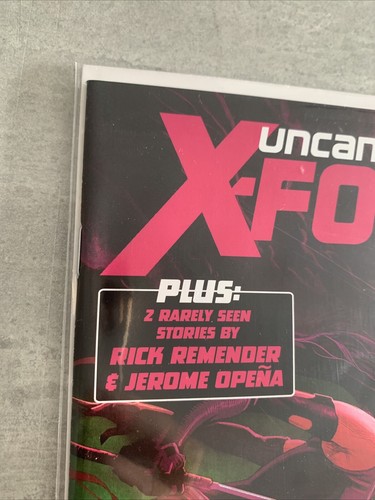 UNCAN
X-FO
PLUS:
2 RARELY SEEN
STORIES BY
RICK REMENDER
& JEROME OPEÑA